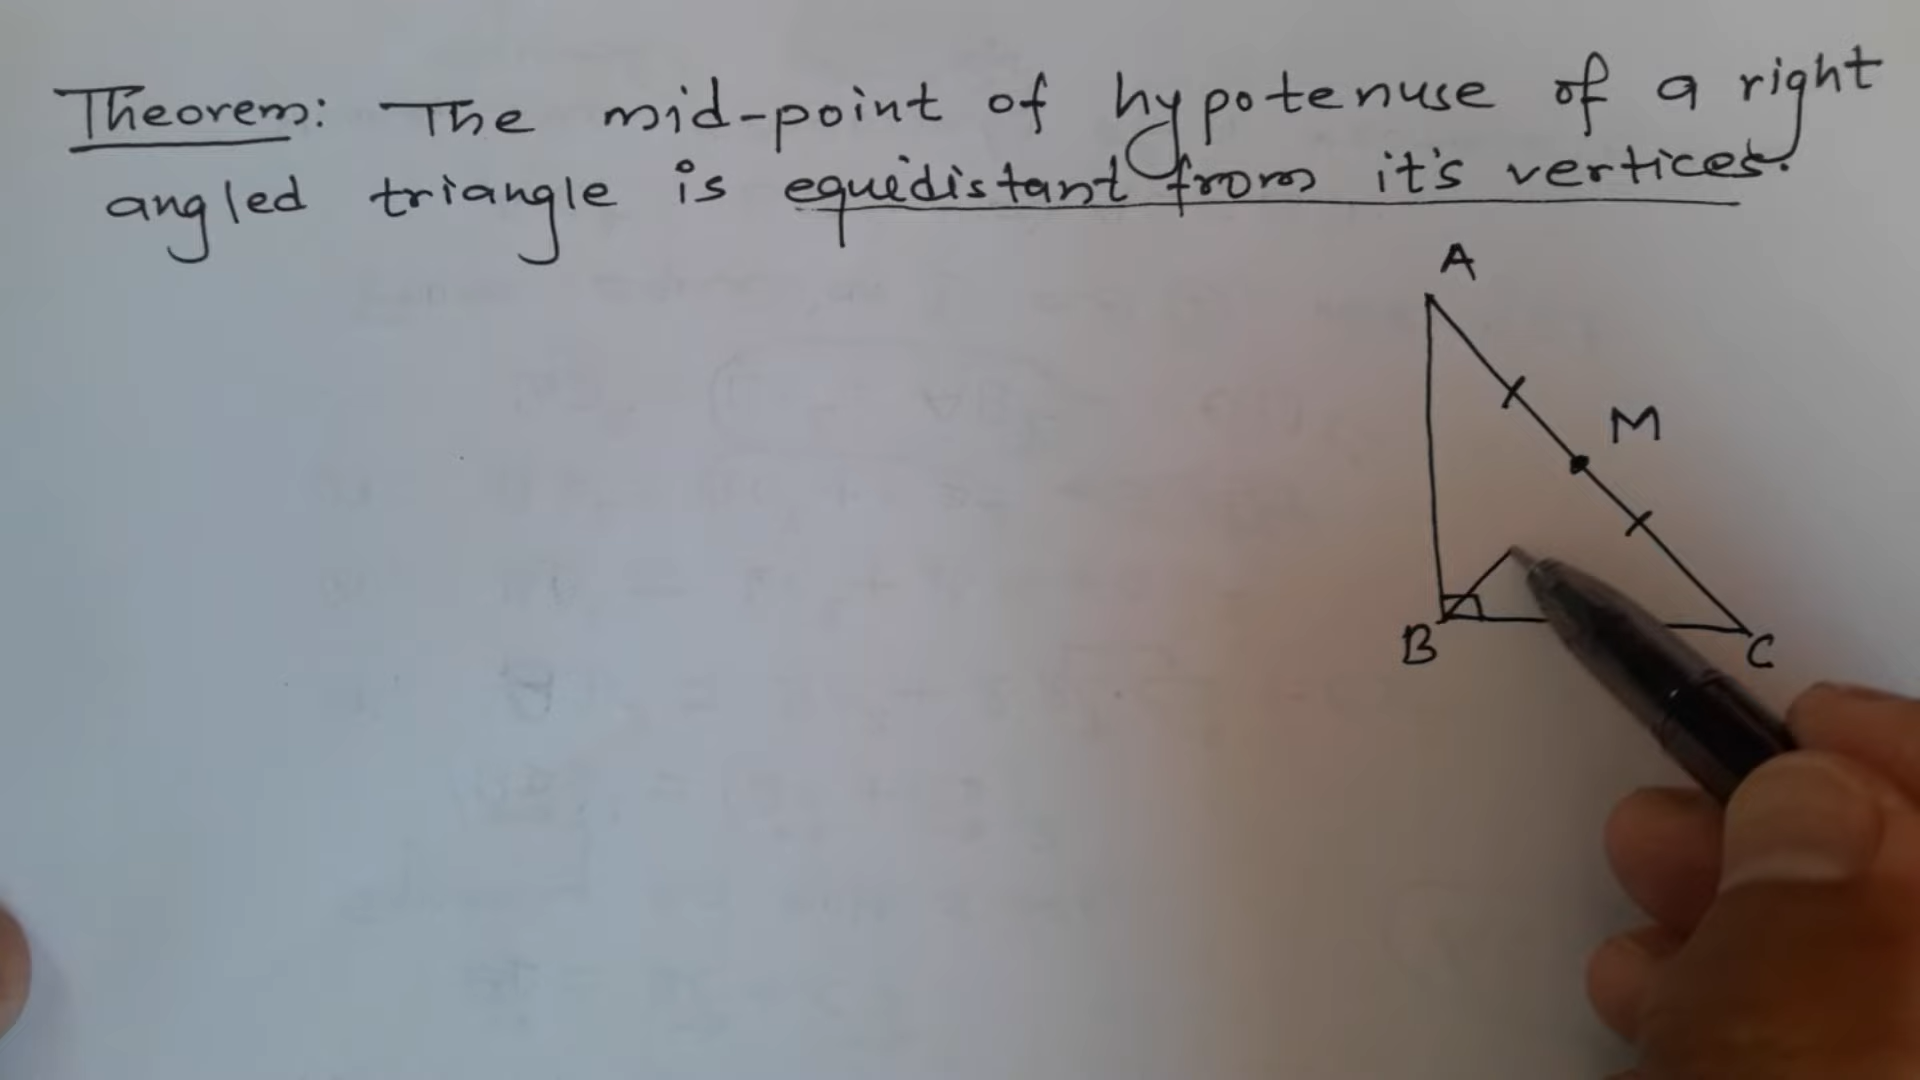 Theorem: The mid-point of hypotenuse of a right
angled triangle is equidistant from it's vertices.
A
M
B
C